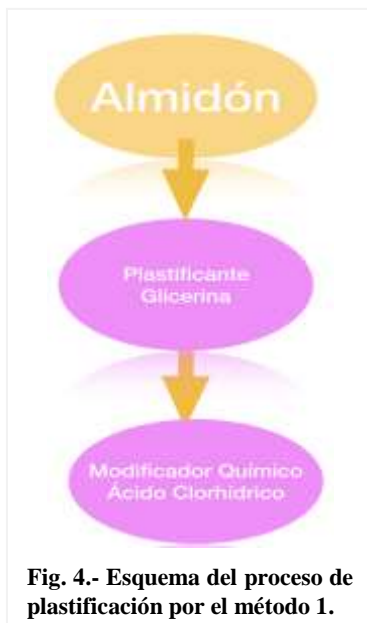 Almidón
Plastificante
Glicerina
Modificador Químico
Ácido Clorhídrico
Fig. 4.- Esquema del proceso de
plastificación por el método 1.